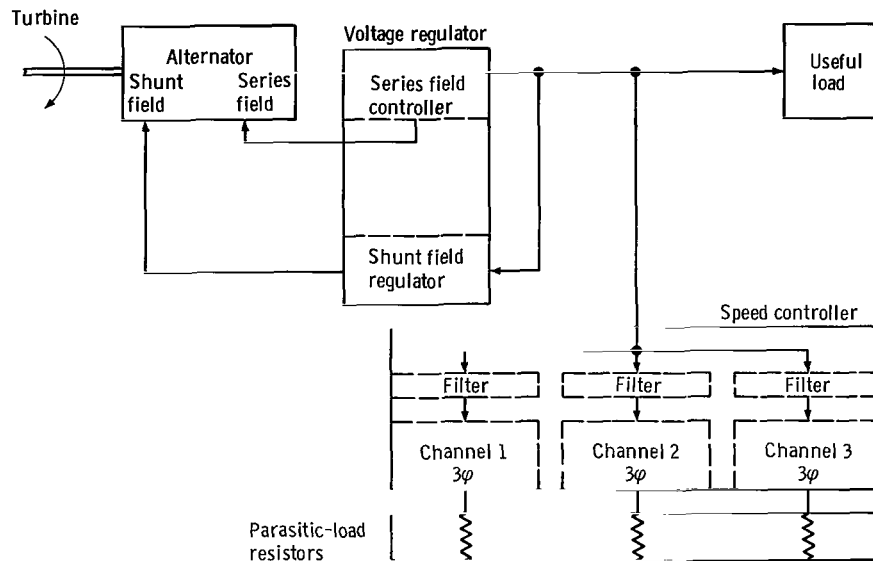 Turbine
Alternator
Shunt field
Series field
Voltage regulator
Series field
controller
Shunt field
regulator
Useful
load
Speed controller
Filter
Filter
Filter
Channel 1
3φ
Channel 2
3φ
Channel 3
3φ
Parasitic-load
resistors